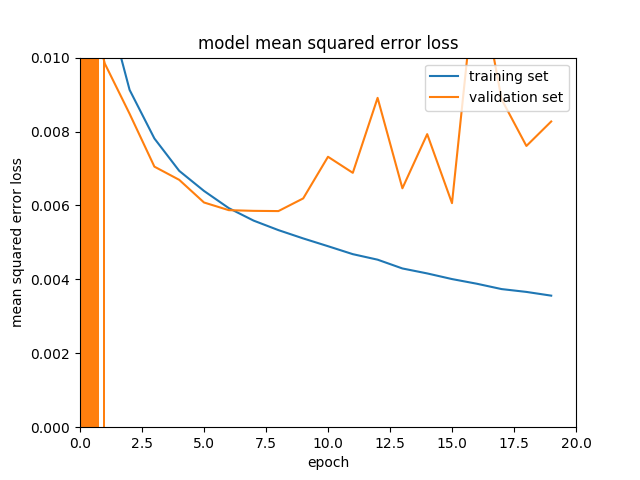 model mean squared error loss
0.010
0.008
0.006
0.004
0.002
0.000
mean squared error loss
training set
validation set
0.0 2.5 5.0 7.5 10.0 12.5 15.0 17.5 20.0
epoch